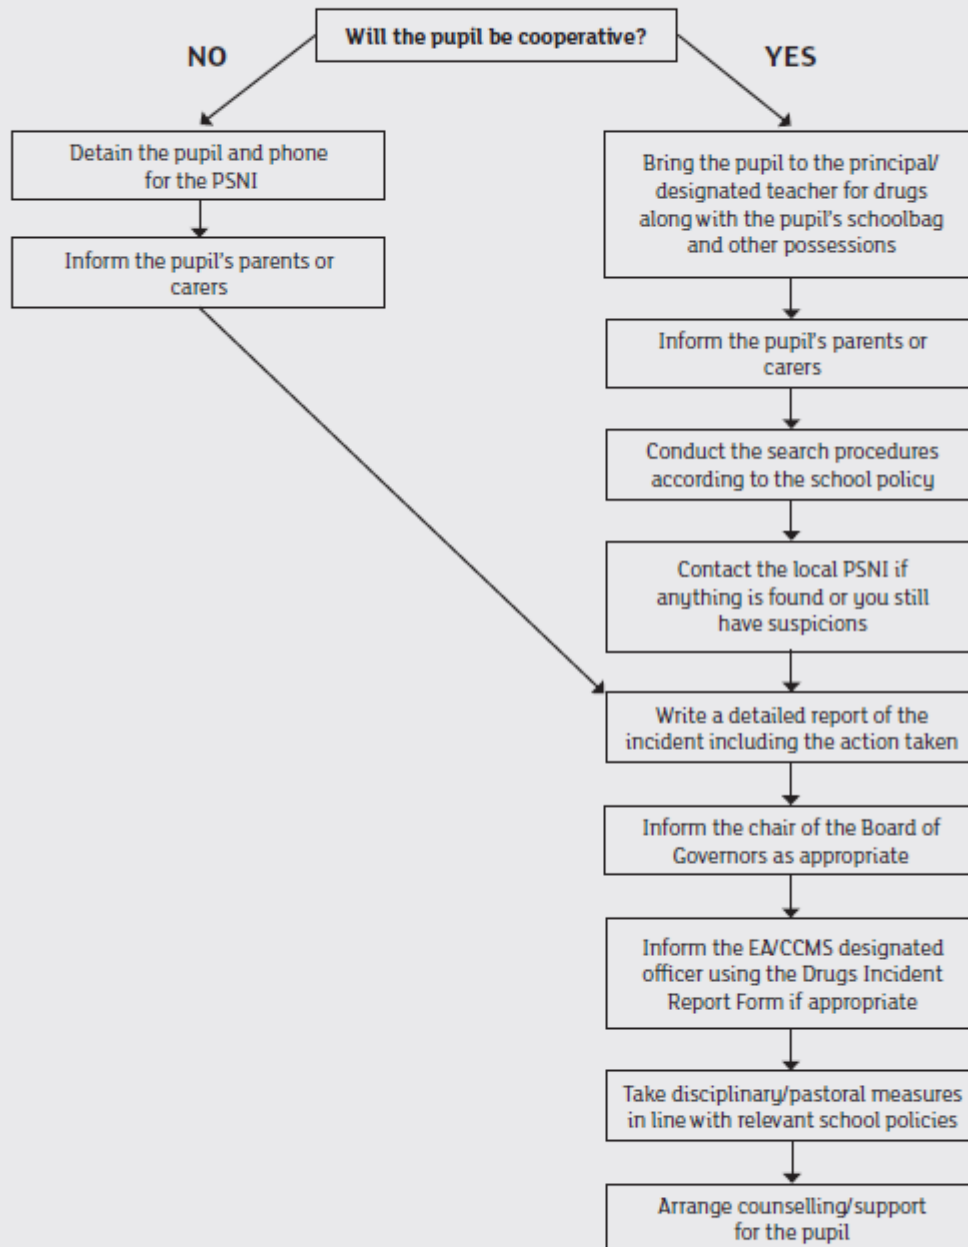 Will the pupil be cooperative?
NO
YES
Detain the pupil and phone
for the PSNI
Inform the pupil's parents or
carers
Bring the pupil to the principal/
designated teacher for drugs
along with the pupil's schoolbag
and other possessions
Inform the pupil's parents or
carers
Conduct the search procedures
according to the school policy
Contact the local PSNI if
anything is found or you still
have suspicions
Write a detailed report of the
incident including the action taken
Inform the chair of the Board of
Governors as appropriate
Inform the EA/CCMS designated
officer using the Drugs Incident
Report Form if appropriate
Take disciplinary/pastoral measures
in line with relevant school policies
Arrange counselling/support
for the pupil